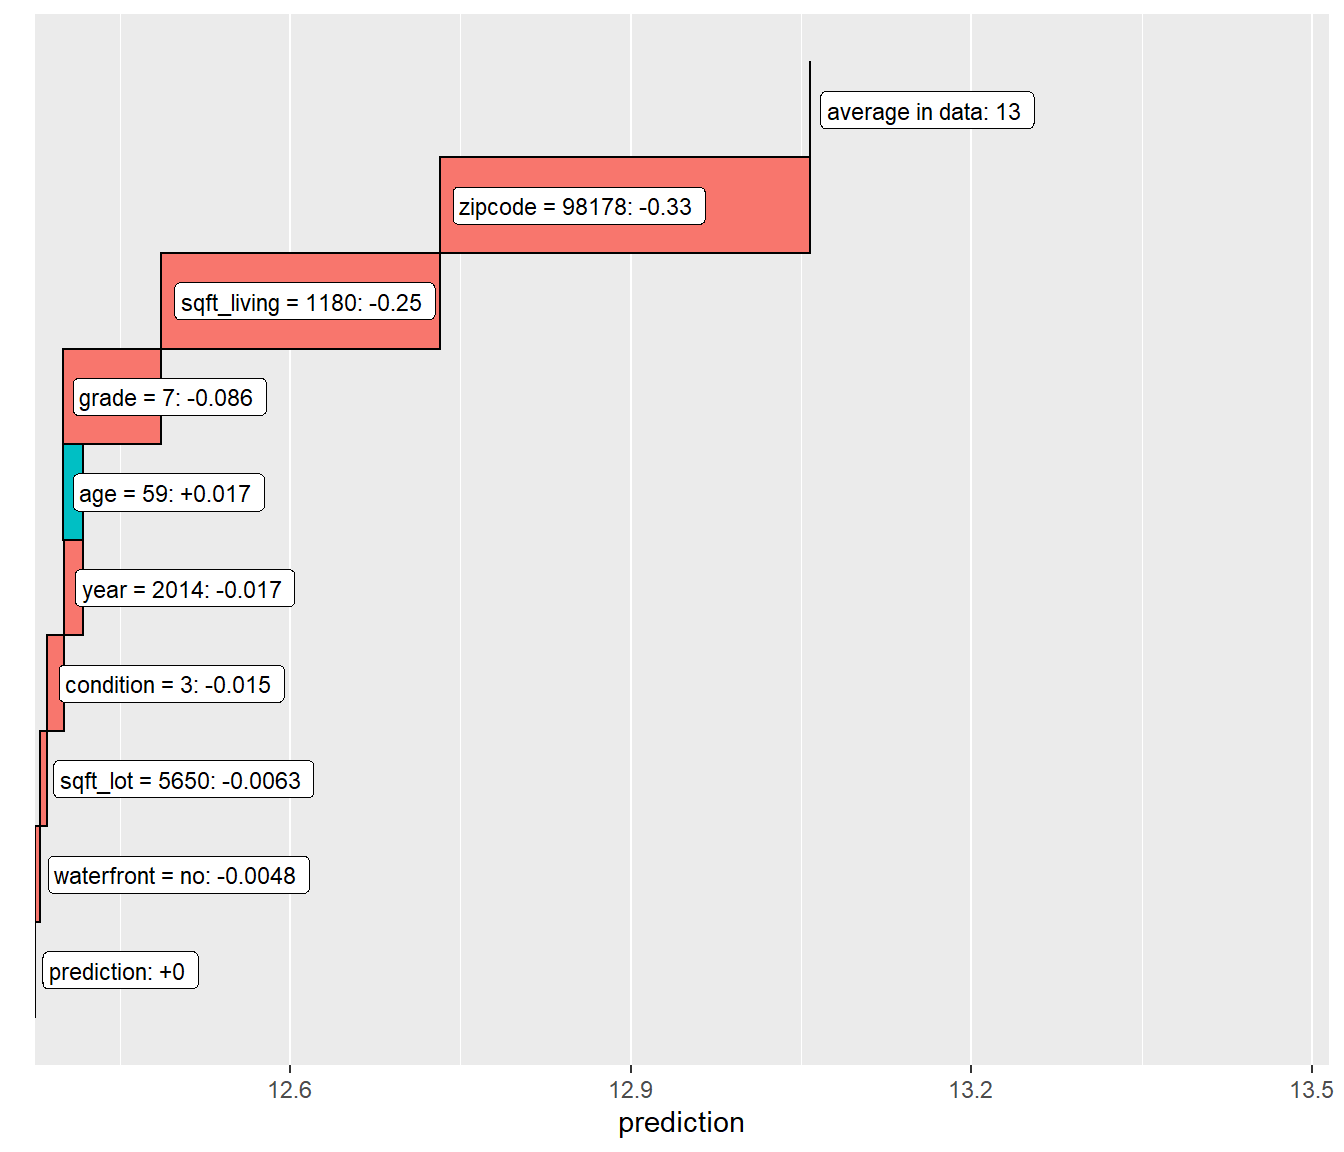 average in data: 13
zipcode = 98178: -0.33
sqft_living = 1180: -0.25
grade = 7: -0.086
age = 59: +0.017
year = 2014: -0.017
condition = 3: -0.015
sqft_lot = 5650: -0.0063
waterfront = no: -0.0048
prediction: +0
12.6 12.9 13.2 13.5
prediction